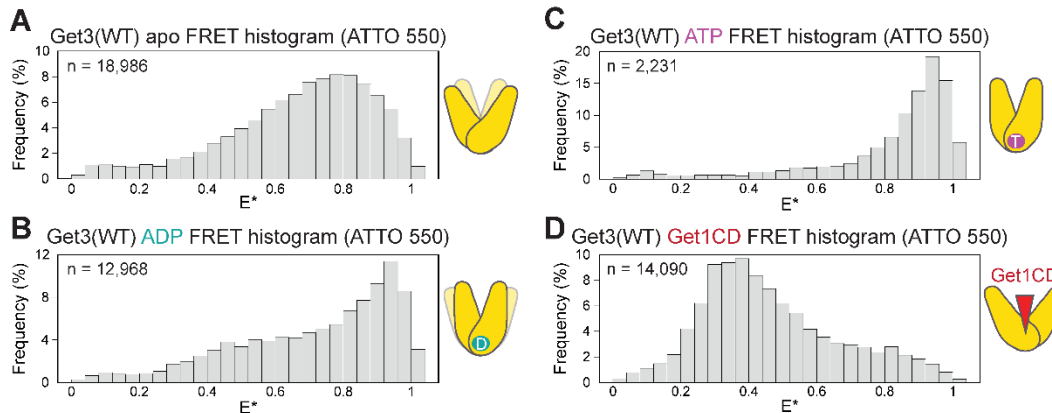 A
Get3(WT) apo FRET histogram (ATTO 550)
n = 18,986
Frequency (%)
10
8
6
4
2
0
0 0.2 0.4 0.6 0.8 1
E*
B
Get3(WT) ADP FRET histogram (ATTO 550)
n = 12,968
Frequency (%)
12
8
4
0
0 0.2 0.4 0.6 0.8 1
E*
D
C
Get3(WT) ATP FRET histogram (ATTO 550)
n = 2,231
Frequency (%)
20
15
10
5
0
0 0.2 0.4 0.6 0.8 1
E*
T
D
Get3(WT) Get1CD FRET histogram (ATTO 550)
n = 14,090
Frequency (%)
10
8
6
4
2
0
0 0.2 0.4 0.6 0.8 1
E*
Get1CD